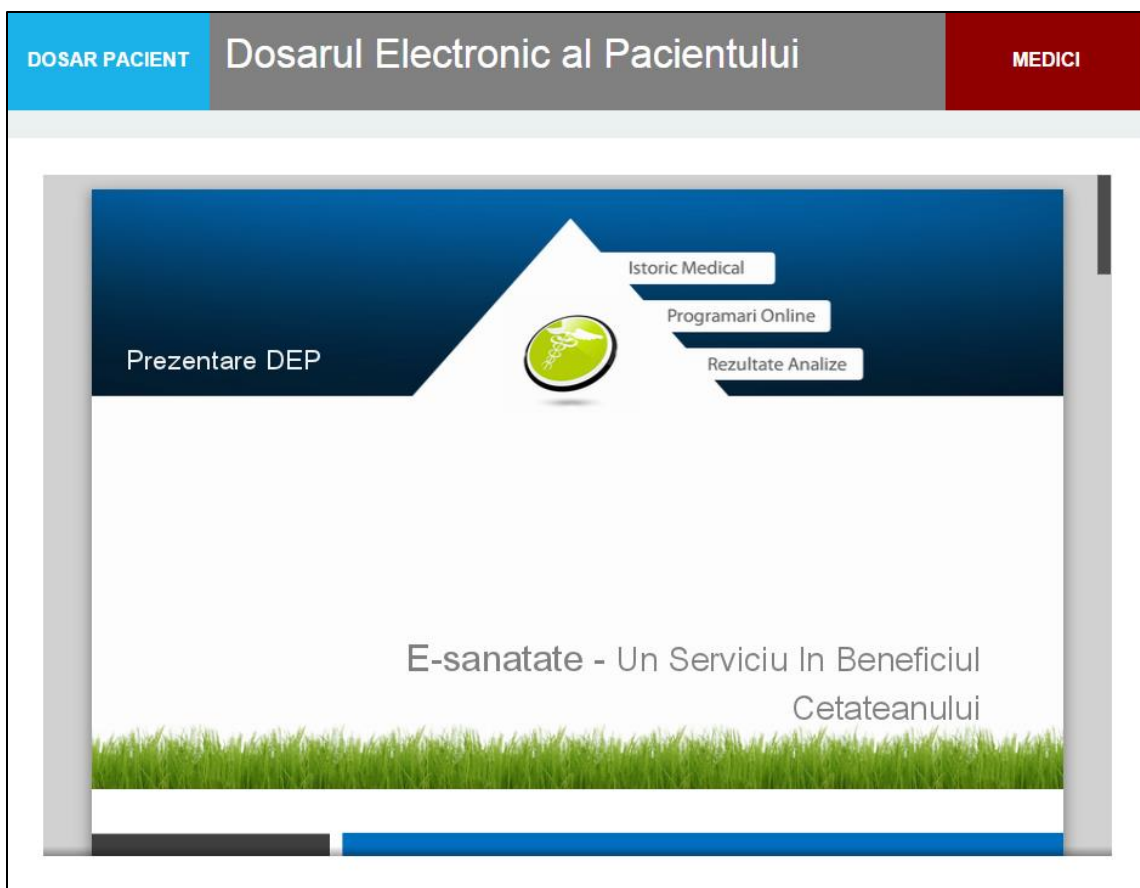 DOSAR PACIENT
Dosarul Electronic al Pacientului
MEDICI
Istoric Medical
Programari Online
Prezentare DEP
Rezultate Analize
E-sanatate - Un Serviciu In Beneficiul
Cetateanului